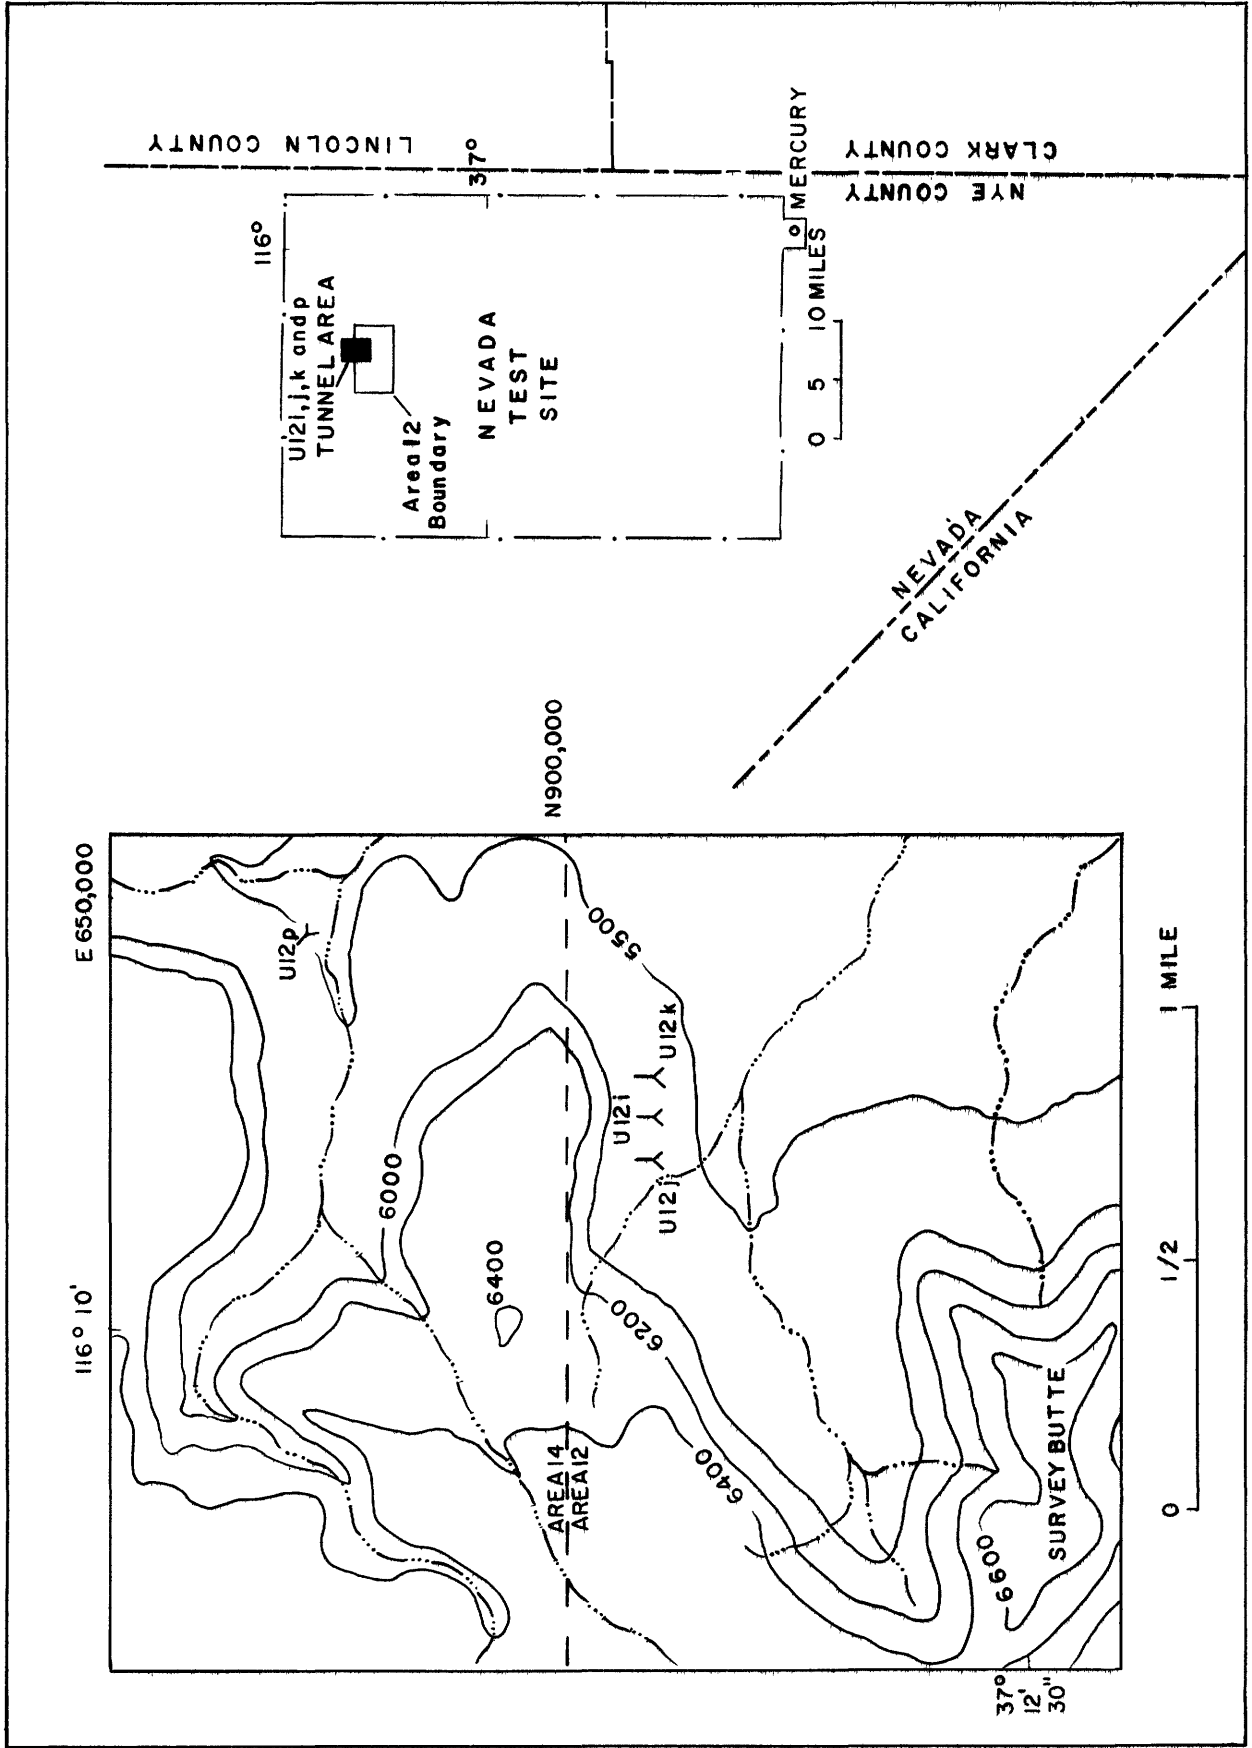 116° 10'
E 650,000
U12p
6000
6400
N900,000
AREA 14
AREA 12
5500
U12i
U12k
U12j
6200
6400
6600
SURVEY BUTTE
37°
12'
30"
0
1/2
1 MILE
116°
U12i,j,k and p
TUNNEL AREA
Area 12
Boundary
NEVADA
TEST
SITE
37°
LINCOLN COUNTY
MERCURY
CLARK COUNTY
NYE COUNTY
0
5
10 MILES
NEVADA
CALIFORNIA